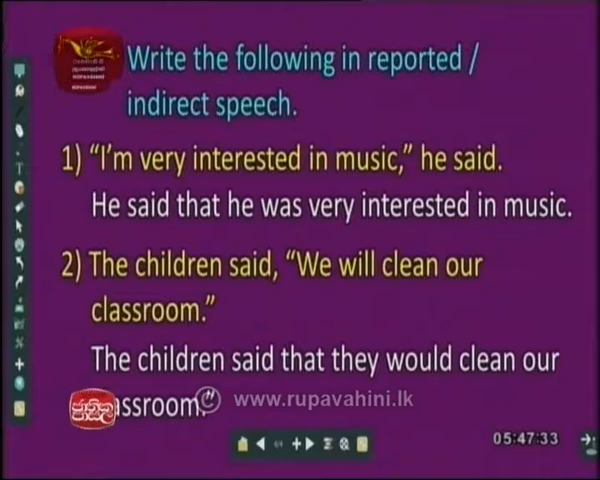 Write the following in reported /
indirect speech.
1) “I’m very interested in music,” he said.
He said that he was very interested in music.
2) The children said, “We will clean our
classroom.”
The children said that they would clean our
assroom.”
www.rupavahini.lk
05:47:33